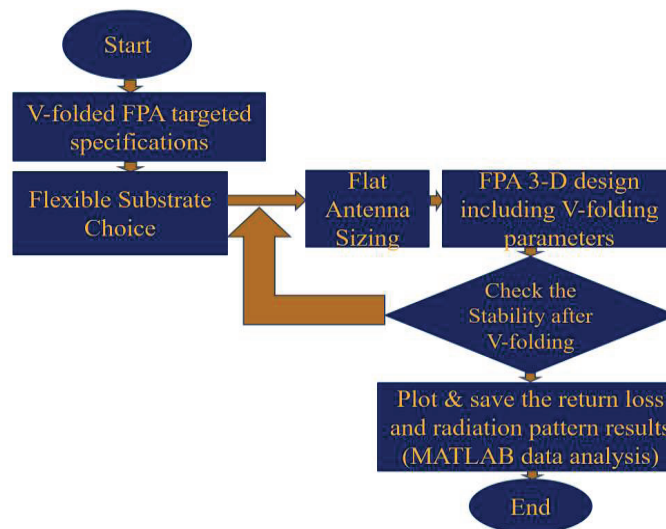 Start
V-folded FPA targeted
specifications
Flexible Substrate
Choice
Flat
Antenna
Sizing
FPA 3-D design
including V-folding
parameters
Check the
Stability after
V-folding
Plot & save the return loss
and radiation pattern results
(MATLAB data analysis)
End